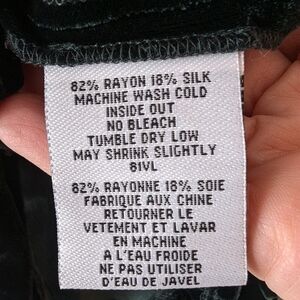 82% RAYON 18% SILK
MACHINE WASH COLD
INSIDE OUT
NO BLEACH
TUMBLE DRY LOW
MAY SHRINK SLIGHTLY
81VL
82% RAYONNE 18% SOIE
FABRIQUE AUX CHINE
RETOURNER LE
VETEMENT ET LAVAR
EN MACHINE
A L'EAU FROIDE
NE PAS UTILISER
D'EAU DE JAVEL